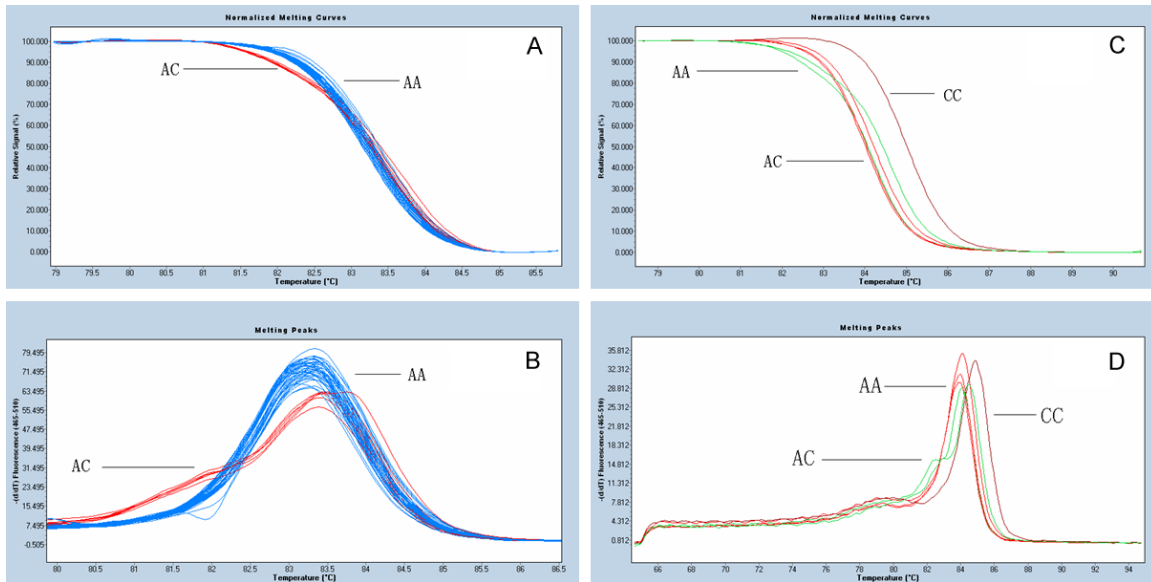 Normalized Melting Curves
A
AC
AA
Relative Signal (%)
100.000
90.000
80.000
70.000
60.000
50.000
40.000
30.000
20.000
10.000
0.000
79 79.5 80 80.5 81 81.5 82 82.5 83 83.5 84 84.5 85 85.5
Temperature [°C]
Normalized Melting Curves
C
AA
CC
AC
Relative Signal (%)
100.000
90.000
80.000
70.000
60.000
50.000
40.000
30.000
20.000
10.000
0.000
79 80 81 82 83 84 85 86 87 88 89 90
Temperature [°C]
Melting Peaks
B
AA
AC
-(d/dT) Fluorescence (465-510)
79.495
71.495
63.495
55.495
47.495
39.495
31.495
23.495
15.495
7.495
-0.505
80 80.5 81 81.5 82 82.5 83 83.5 84 84.5 85 85.5 86 86.5
Temperature [°C]
Melting Peaks
D
AA
CC
AC
-(d/dT) Fluorescence (465-510)
35.812
32.312
28.812
25.312
21.812
18.312
14.812
11.312
7.812
4.312
0.812
66 68 70 72 74 76 78 80 82 84 86 88 90 92 94
Temperature [°C]